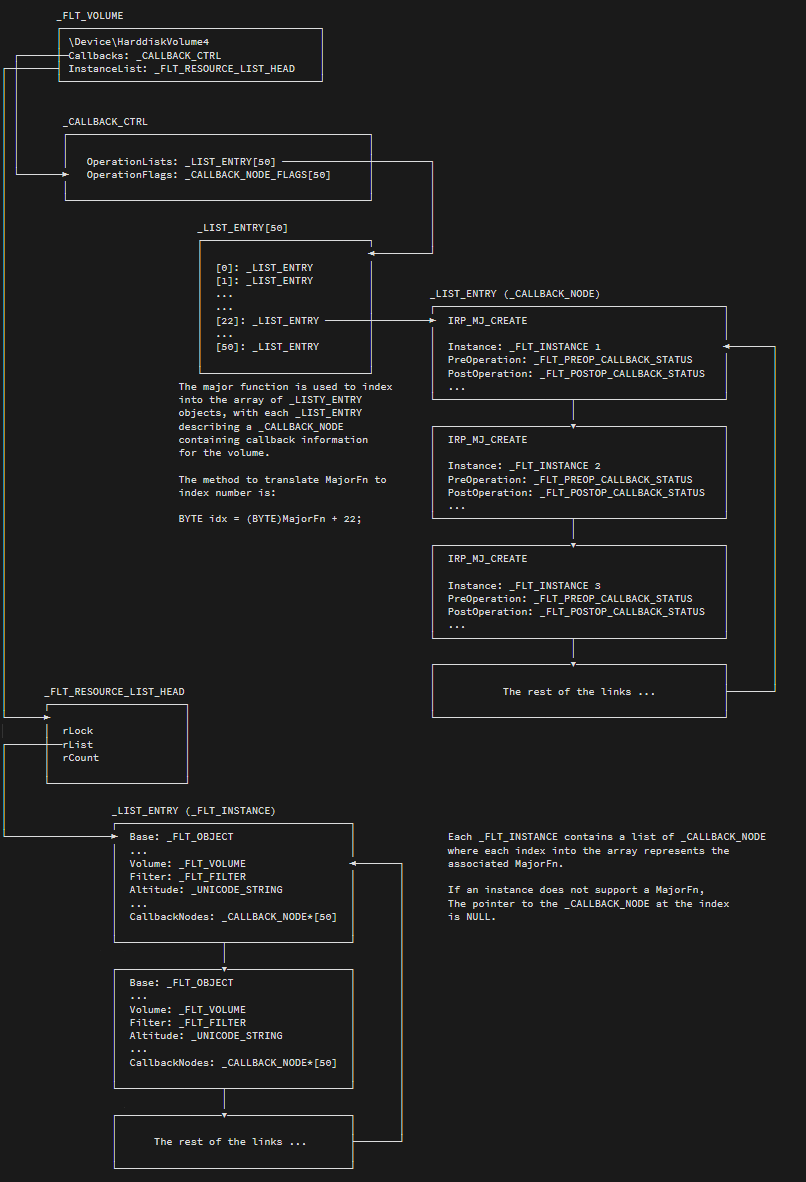 _FLT_VOLUME
\Device\HarddiskVolume4
Callbacks: _CALLBACK_CTRL
InstanceList: _FLT_RESOURCE_LIST_HEAD
_CALLBACK_CTRL
OperationLists: _LIST_ENTRY[50]
OperationFlags: _CALLBACK_NODE_FLAGS[50]
_LIST_ENTRY[50]
[0]: _LIST_ENTRY
[1]: _LIST_ENTRY
...
...
[22]: _LIST_ENTRY
...
[50]: _LIST_ENTRY
The major function is used to index
into the array of _LISTY_ENTRY
objects, with each _LIST_ENTRY
describing a _CALLBACK_NODE
containing callback information
for the volume.
The method to translate MajorFn to
index number is:
BYTE idx = (BYTE)MajorFn + 22;
_LIST_ENTRY (_CALLBACK_NODE)
IRP_MJ_CREATE
Instance: _FLT_INSTANCE 1
PreOperation: _FLT_PREOP_CALLBACK_STATUS
PostOperation: _FLT_POSTOP_CALLBACK_STATUS
...
IRP_MJ_CREATE
Instance: _FLT_INSTANCE 2
PreOperation: _FLT_PREOP_CALLBACK_STATUS
PostOperation: _FLT_POSTOP_CALLBACK_STATUS
...
IRP_MJ_CREATE
Instance: _FLT_INSTANCE 3
PreOperation: _FLT_PREOP_CALLBACK_STATUS
PostOperation: _FLT_POSTOP_CALLBACK_STATUS
...
The rest of the links ...
_FLT_RESOURCE_LIST_HEAD
rLock
rList
rCount
_LIST_ENTRY (_FLT_INSTANCE)
Base: _FLT_OBJECT
...
Volume: _FLT_VOLUME
Filter: _FLT_FILTER
Altitude: _UNICODE_STRING
...
CallbackNodes: _CALLBACK_NODE*[50]
Base: _FLT_OBJECT
...
Volume: _FLT_VOLUME
Filter: _FLT_FILTER
Altitude: _UNICODE_STRING
...
CallbackNodes: _CALLBACK_NODE*[50]
The rest of the links ...
Each _FLT_INSTANCE contains a list of _CALLBACK_NODE
where each index into the array represents the
associated MajorFn.
If an instance does not support a MajorFn,
The pointer to the _CALLBACK_NODE at the index
is NULL.